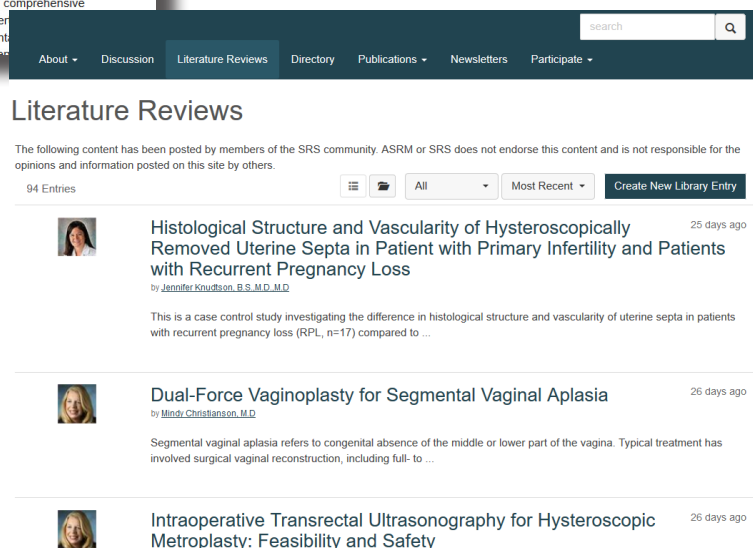 comprehensive
search
About Discussion Literature Reviews Directory Publications Newsletters Participate
Literature Reviews
The following content has been posted by members of the SRS community. ASRM or SRS does not endorse this content and is not responsible for the
opinions and information posted on this site by others.
94 Entries All Most Recent Create New Library Entry
Histological Structure and Vascularity of Hysteroscopically 25 days ago
Removed Uterine Septa in Patient with Primary Infertility and Patients
with Recurrent Pregnancy Loss
by Jennifer Knudtson, B.S.,M.D.,M.D
This is a case control study investigating the difference in histological structure and vascularity of uterine septa in patients
with recurrent pregnancy loss (RPL, n=17) compared to ...
Dual-Force Vaginoplasty for Segmental Vaginal Aplasia 26 days ago
by Mindy Christianson, M.D
Segmental vaginal aplasia refers to congenital absence of the middle or lower part of the vagina. Typical treatment has
involved surgical vaginal reconstruction, including full- to ...
Intraoperative Transrectal Ultrasonography for Hysteroscopic 26 days ago
Metroplasty: Feasibility and Safety